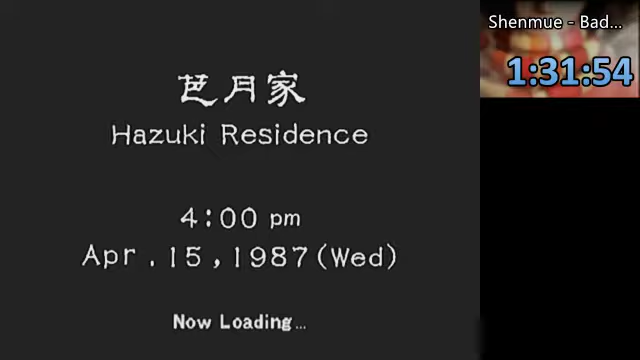 芭月家
Hazuki Residence
4:00 pm
Apr.15,1987(Wed)
Now Loading...
Shenmue - Bad...
1:31:54